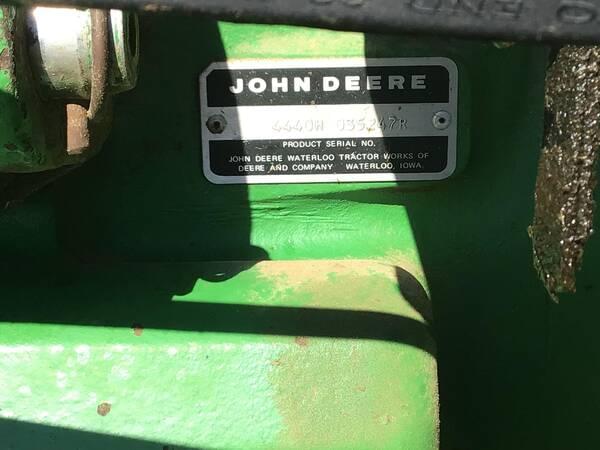 JOHN DEERE
4440H 035247R
PRODUCT SERIAL NO.
JOHN DEERE WATERLOO TRACTOR WORKS OF
DEERE AND COMPANY WATERLOO, IOWA.